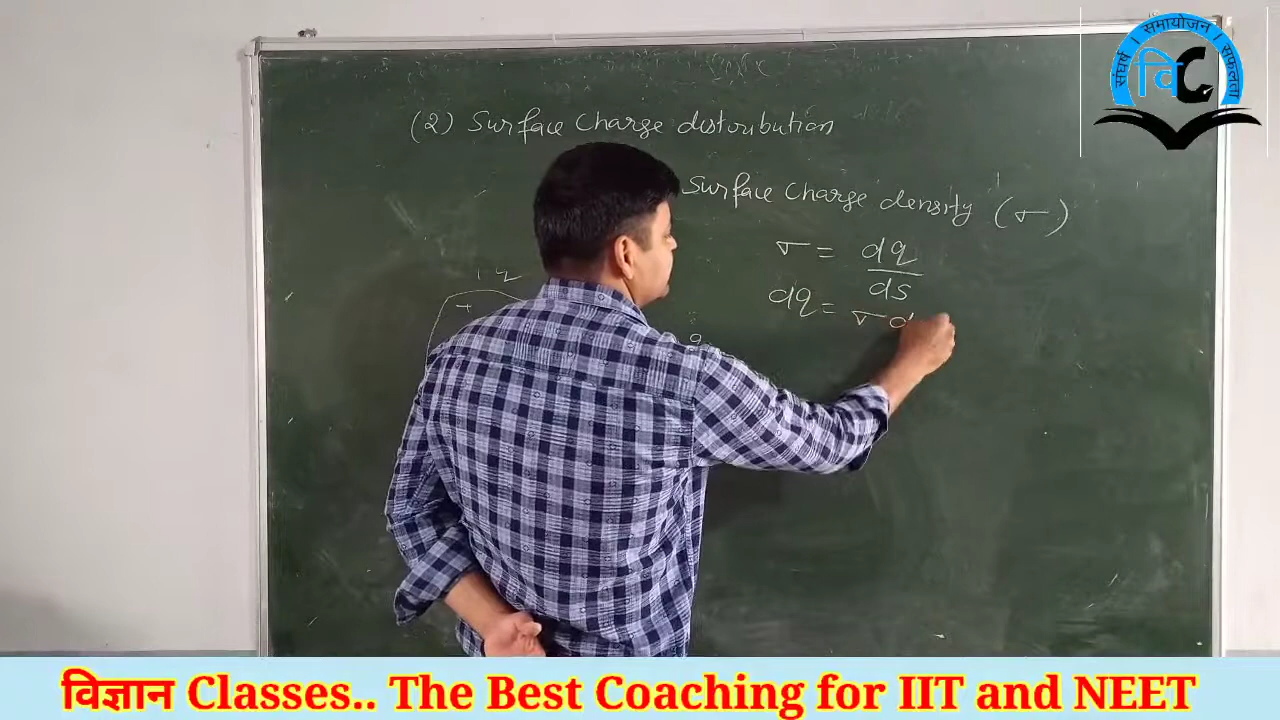 संघर्ष । समायोजन । सफलता
वि C
(2) Surface Charge distribution
Surface Charge density (σ)
σ = dq
ds
dq = σ d
+ q
+
विज्ञान Classes.. The Best Coaching for IIT and NEET